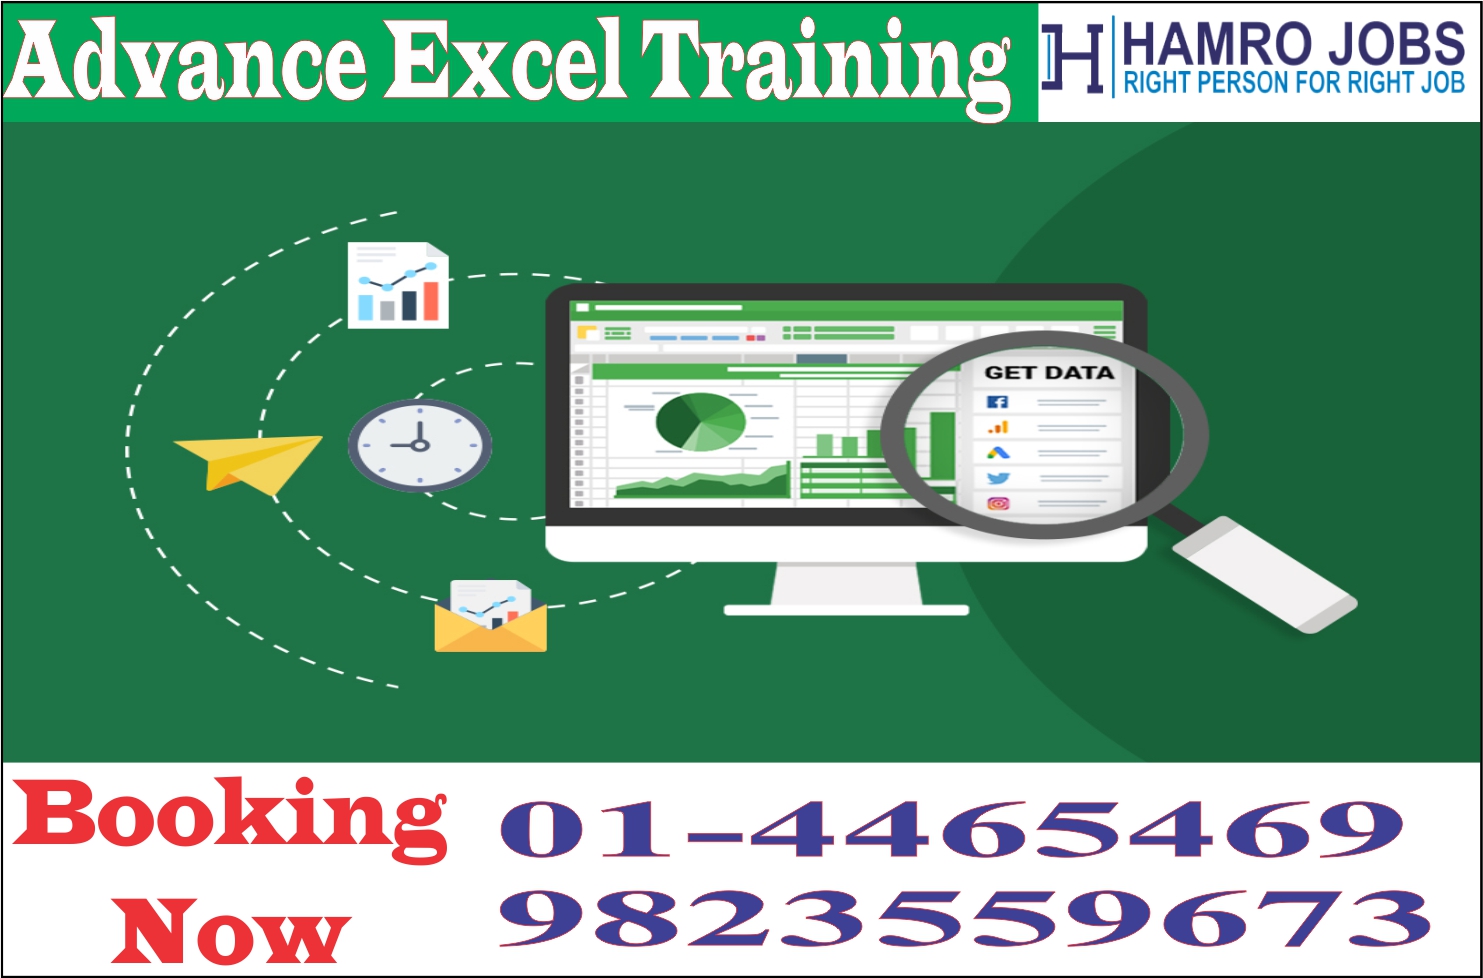 Advance Excel Training
HAMRO JOBS
RIGHT PERSON FOR RIGHT JOB
GET DATA
Booking
Now
01-4465469
9823559673